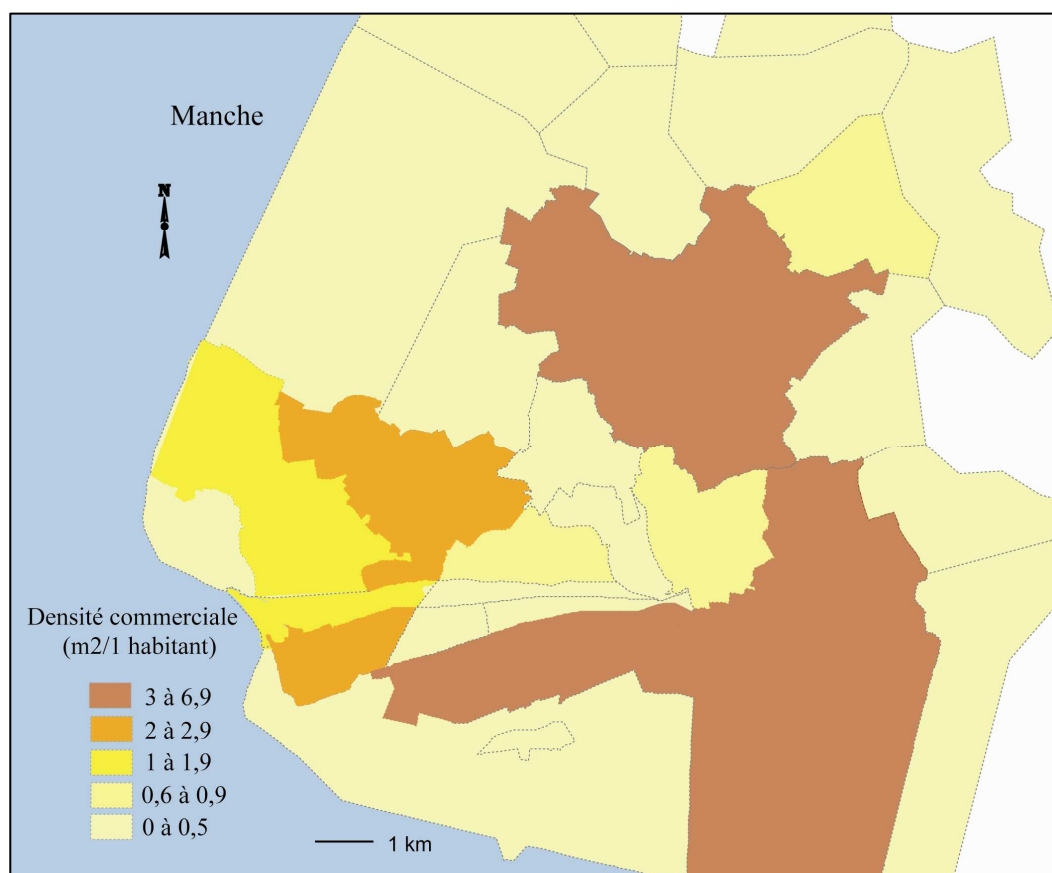 Manche
N
Densité commerciale
(m2/1 habitant)
3 à 6,9
2 à 2,9
1 à 1,9
0,6 à 0,9
0 à 0,5
1 km